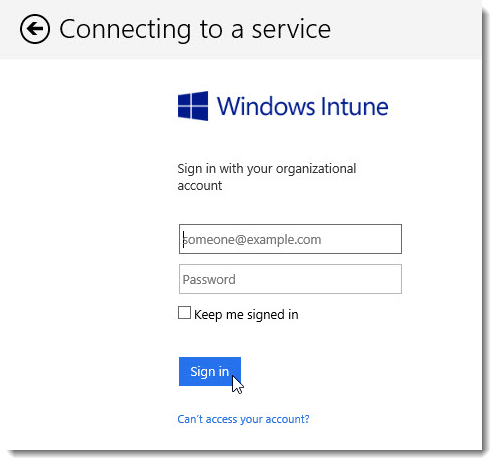 Connecting to a service
Windows Intune
Sign in with your organizational
account
someone@example.com
Password
Keep me signed in
Sign in
Can't access your account?